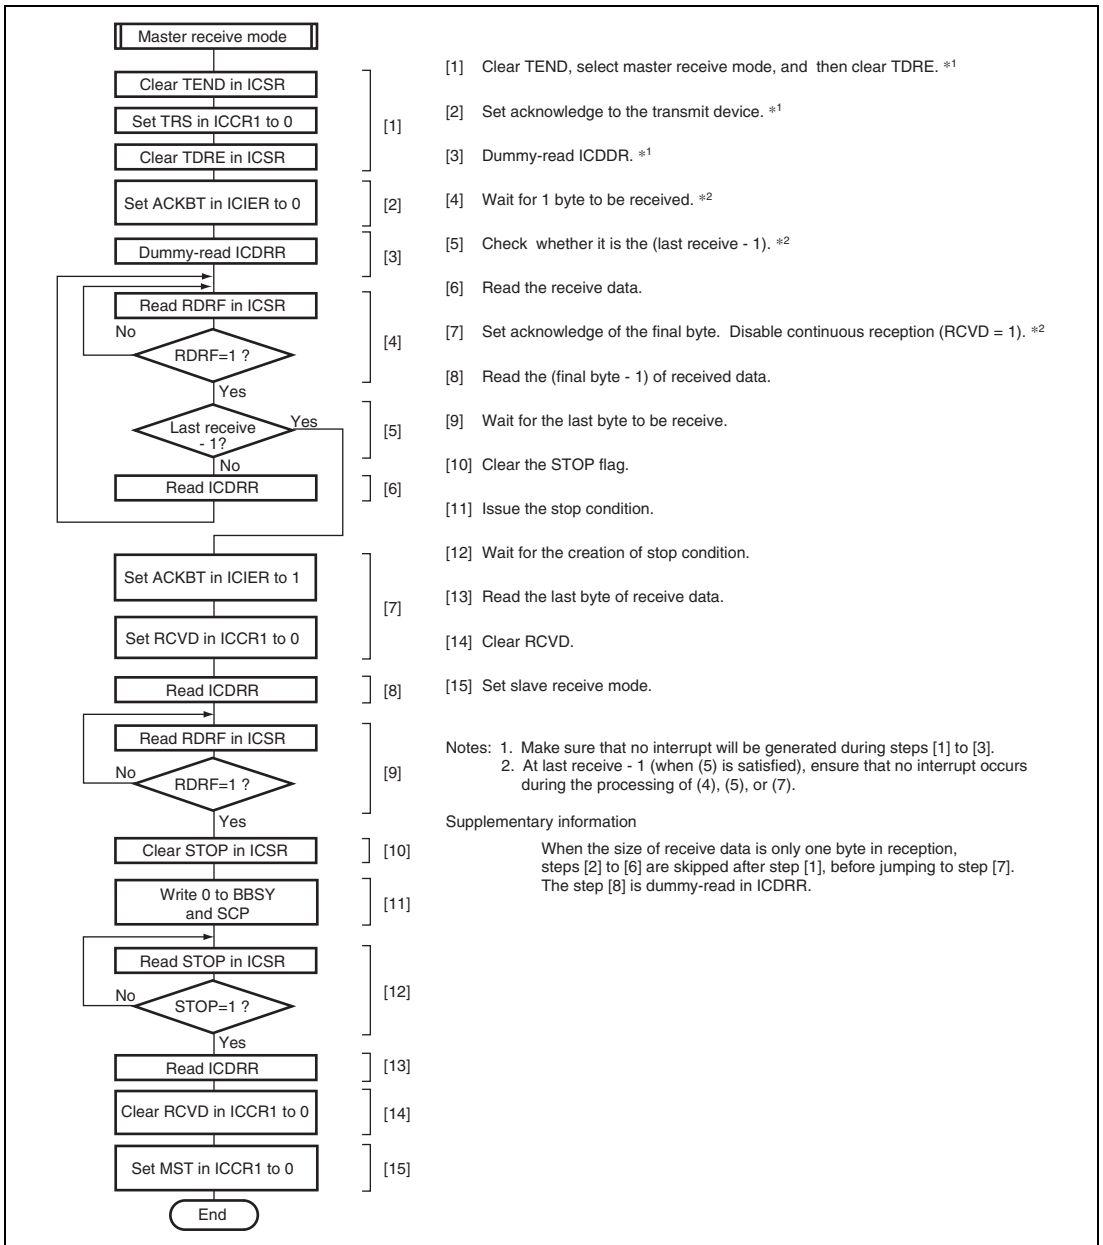 Master receive mode
Clear TEND in ICSR
Set TRS in ICCR1 to 0
Clear TDRE in ICSR
[1]
Set ACKBT in ICIER to 0
[2]
Dummy-read ICDRR
[3]
Read RDRF in ICSR
No
RDRF=1 ?
[4]
Yes
Last receive
- 1?
Yes
[5]
No
Read ICDRR
[6]
Set ACKBT in ICIER to 1
[7]
Set RCVD in ICCR1 to 0
Read ICDRR
[8]
Read RDRF in ICSR
No
RDRF=1 ?
[9]
Yes
Clear STOP in ICSR
[10]
Write 0 to BBSY
and SCP
[11]
Read STOP in ICSR
No
STOP=1 ?
[12]
Yes
Read ICDRR
[13]
Clear RCVD in ICCR1 to 0
[14]
Set MST in ICCR1 to 0
[15]
End
[1] Clear TEND, select master receive mode, and then clear TDRE. *1
[2] Set acknowledge to the transmit device. *1
[3] Dummy-read ICDDR. *1
[4] Wait for 1 byte to be received. *2
[5] Check whether it is the (last receive - 1). *2
[6] Read the receive data.
[7] Set acknowledge of the final byte. Disable continuous reception (RCVD = 1). *2
[8] Read the (final byte - 1) of received data.
[9] Wait for the last byte to be receive.
[10] Clear the STOP flag.
[11] Issue the stop condition.
[12] Wait for the creation of stop condition.
[13] Read the last byte of receive data.
[14] Clear RCVD.
[15] Set slave receive mode.
Notes: 1. Make sure that no interrupt will be generated during steps [1] to [3].
2. At last receive - 1 (when (5) is satisfied), ensure that no interrupt occurs
during the processing of (4), (5), or (7).
Supplementary information
When the size of receive data is only one byte in reception,
steps [2] to [6] are skipped after step [1], before jumping to step [7].
The step [8] is dummy-read in ICDRR.